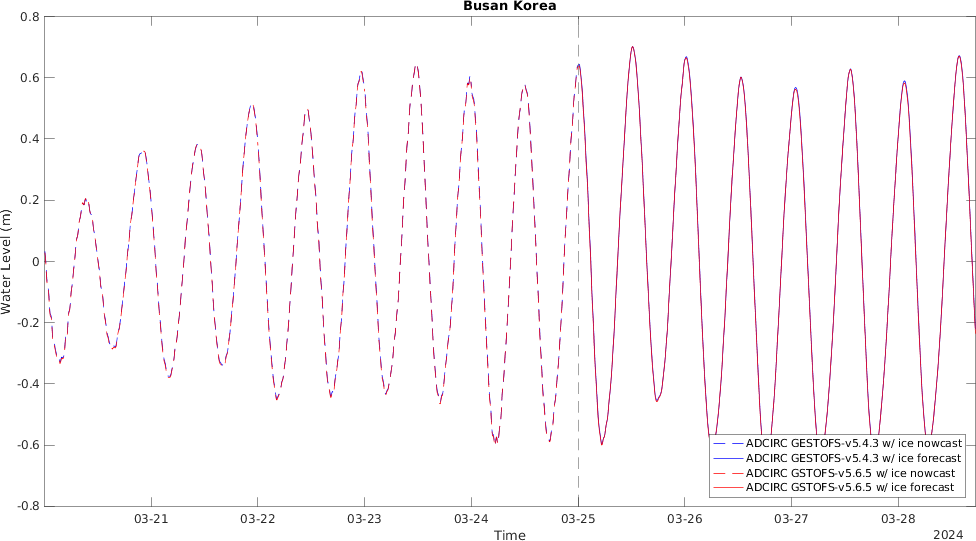 Busan Korea
0.8
0.6
0.4
0.2
0
-0.2
-0.4
-0.6
-0.8
Water Level (m)
ADCIRC GESTOFS-v5.4.3 w/ ice nowcast
ADCIRC GESTOFS-v5.4.3 w/ ice forecast
ADCIRC GSTOFS-v5.6.5 w/ ice nowcast
ADCIRC GSTOFS-v5.6.5 w/ ice forecast
03-21 03-22 03-23 03-24 03-25 03-26 03-27 03-28
Time
2024